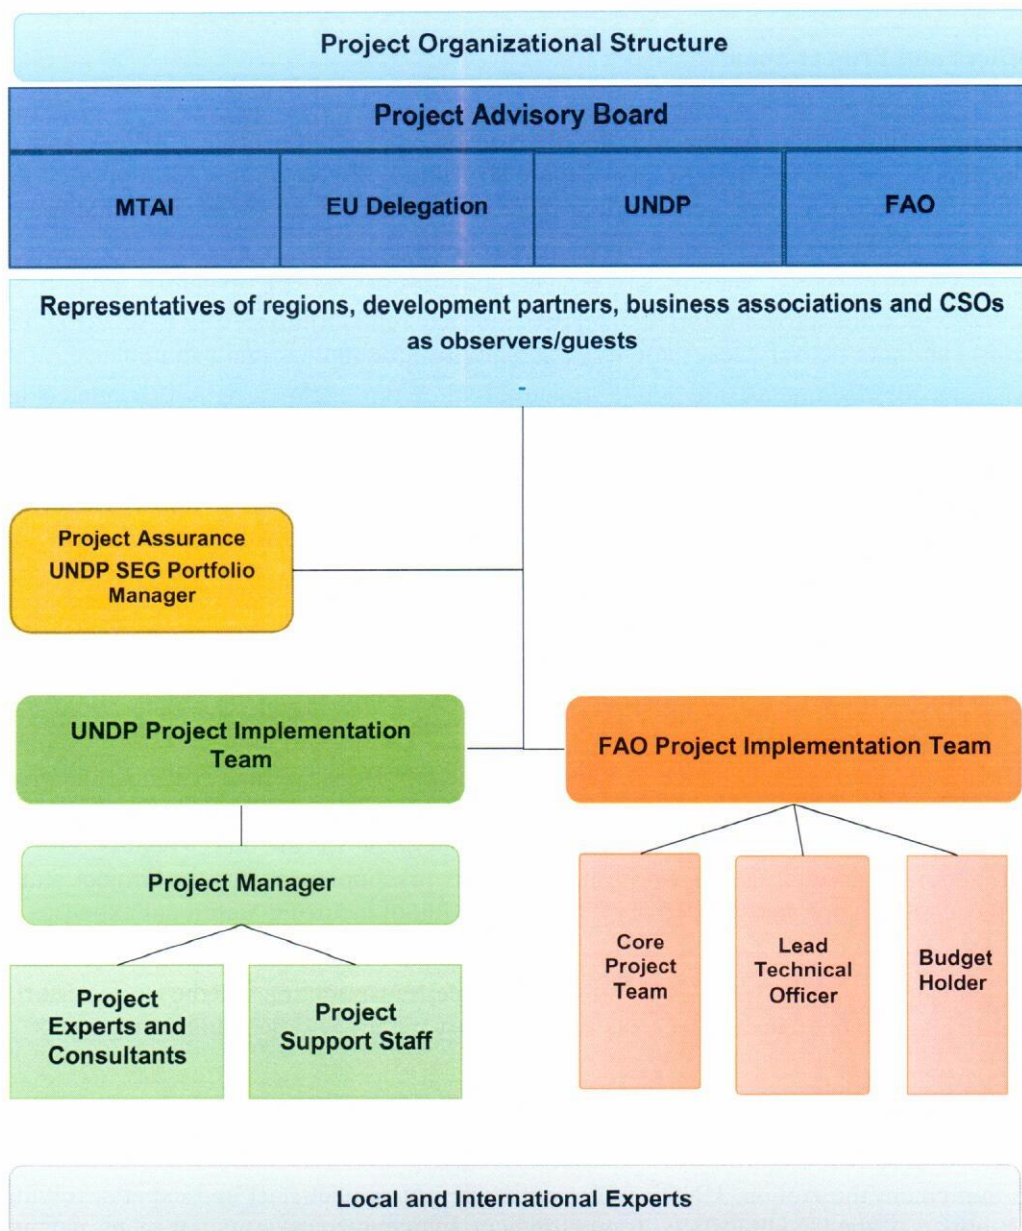 Project Organizational Structure
Project Advisory Board
MTAI
EU Delegation
UNDP
FAO
Representatives of regions, development partners, business associations and CSOs
as observers/guests
-
Project Assurance
UNDP SEG Portfolio
Manager
UNDP Project Implementation
Team
FAO Project Implementation Team
Project Manager
Core
Project
Team
Lead
Technical
Officer
Budget
Holder
Project
Experts and
Consultants
Project
Support Staff
Local and International Experts